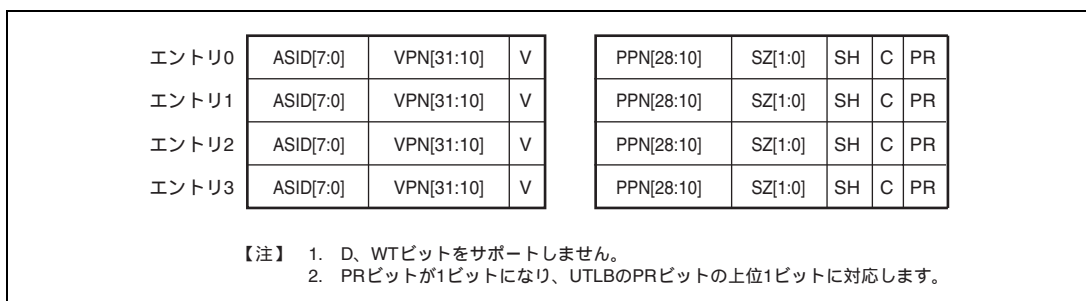 エントリ0 ASID[7:0] VPN[31:10] V PPN[28:10] SZ[1:0] SH C PR
エントリ1 ASID[7:0] VPN[31:10] V PPN[28:10] SZ[1:0] SH C PR
エントリ2 ASID[7:0] VPN[31:10] V PPN[28:10] SZ[1:0] SH C PR
エントリ3 ASID[7:0] VPN[31:10] V PPN[28:10] SZ[1:0] SH C PR
【注】 1. D、WTビットをサポートしません。
2. PRビットが1ビットになり、UTLBのPRビットの上位1ビットに対応します。